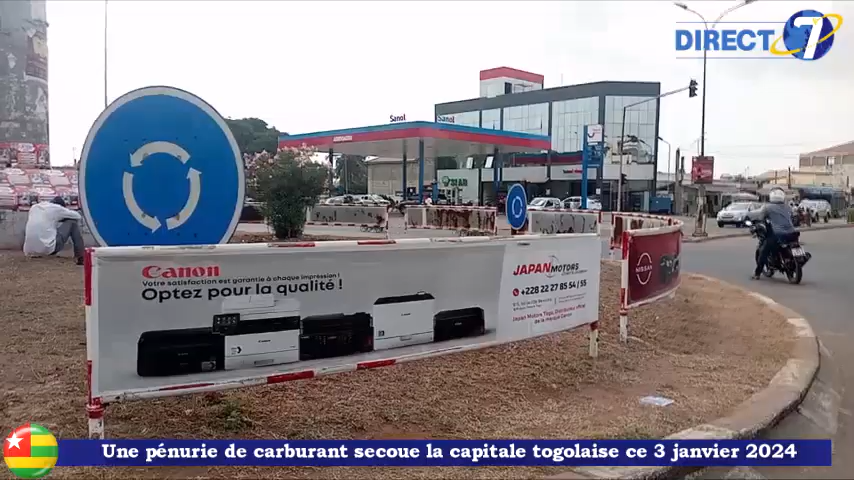 DIRECT 7
Sanol
Sanol
Canon
Votre satisfaction est garantie à chaque impression !
Optez pour la qualité !
JAPAN MOTORS
+228 22 27 85 54 / 55
Japan Motors Togo, Distributeur officiel
de la marque Canon
NISSAN
Une pénurie de carburant secoue la capitale togolaise ce 3 janvier 2024